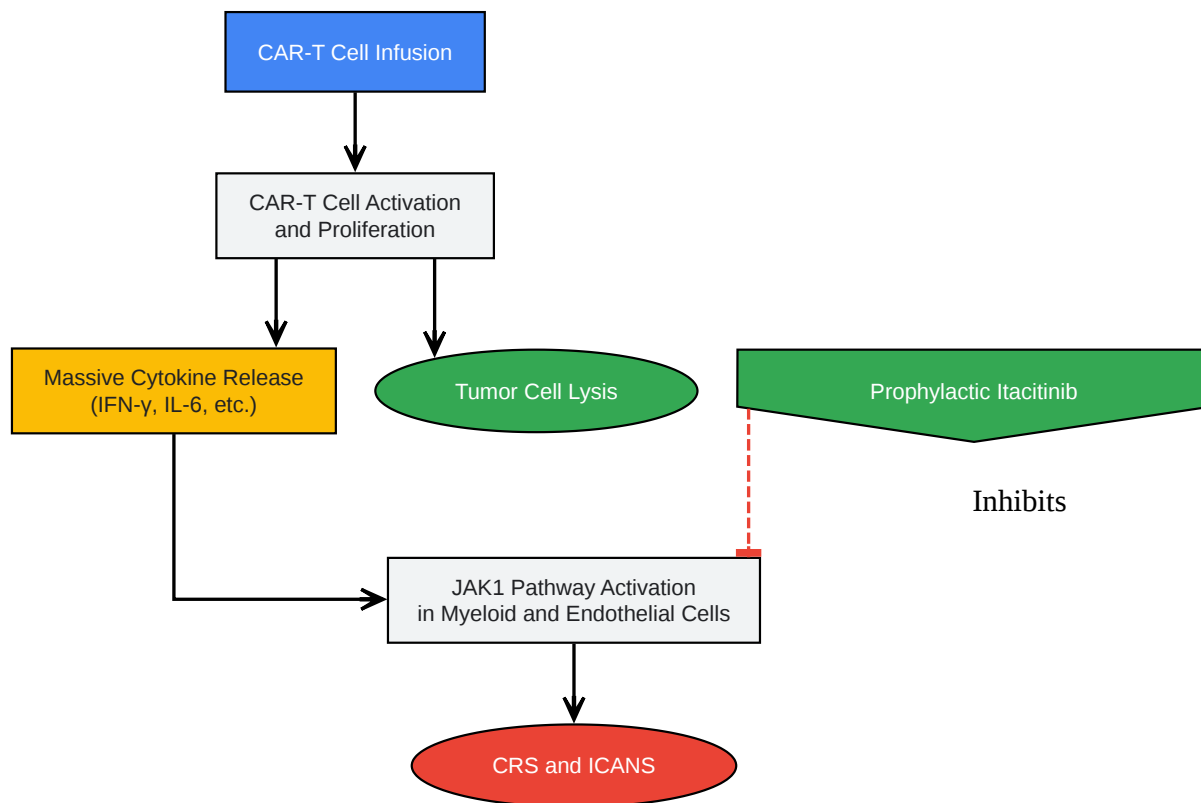 CAR-T Cell Infusion
CAR-T Cell Activation
and Proliferation
Massive Cytokine Release
(IFN-γ, IL-6, etc.)
Tumor Cell Lysis
Prophylactic Itacitinib
Inhibits
JAK1 Pathway Activation
in Myeloid and Endothelial Cells
CRS and ICANS